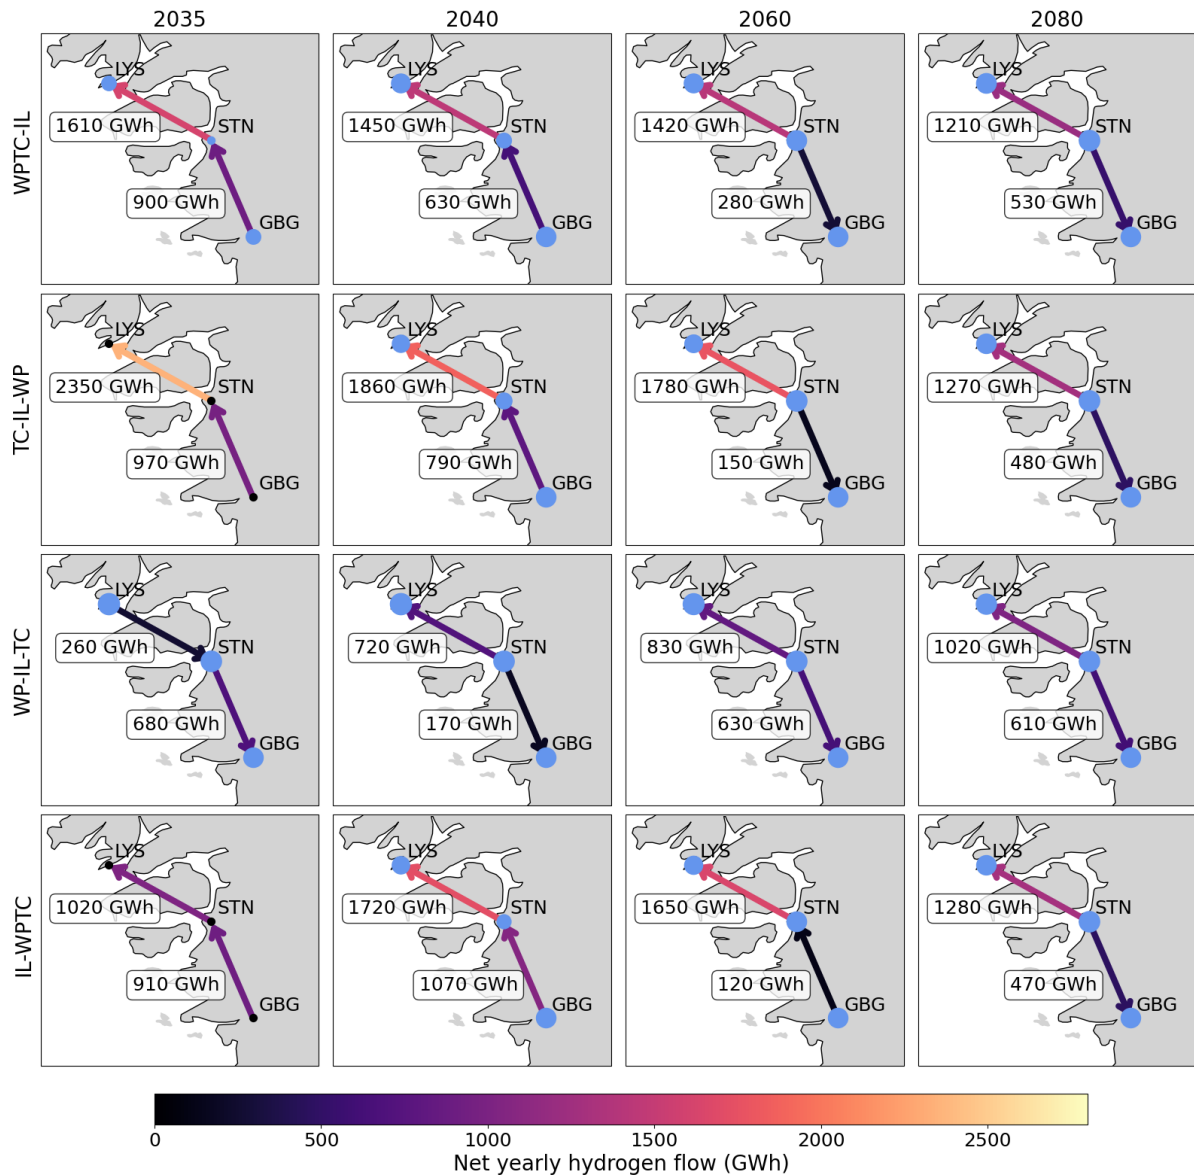 2035 2040 2060 2080
WPTC-IL
LYS
1610 GWh
STN
900 GWh
GBG
LYS
1450 GWh
STN
630 GWh
GBG
LYS
1420 GWh
STN
280 GWh
GBG
LYS
1210 GWh
STN
530 GWh
GBG
TC-IL-WP
LYS
2350 GWh
STN
970 GWh
GBG
LYS
1860 GWh
STN
790 GWh
GBG
LYS
1780 GWh
STN
150 GWh
GBG
LYS
1270 GWh
STN
480 GWh
GBG
WP-IL-TC
LYS
260 GWh
STN
680 GWh
GBG
LYS
720 GWh
STN
170 GWh
GBG
LYS
830 GWh
STN
630 GWh
GBG
LYS
1020 GWh
STN
610 GWh
GBG
IL-WPTC
LYS
1020 GWh
STN
910 GWh
GBG
LYS
1720 GWh
STN
1070 GWh
GBG
LYS
1650 GWh
STN
120 GWh
GBG
LYS
1280 GWh
STN
470 GWh
GBG
0 500 1000 1500 2000 2500
Net yearly hydrogen flow (GWh)